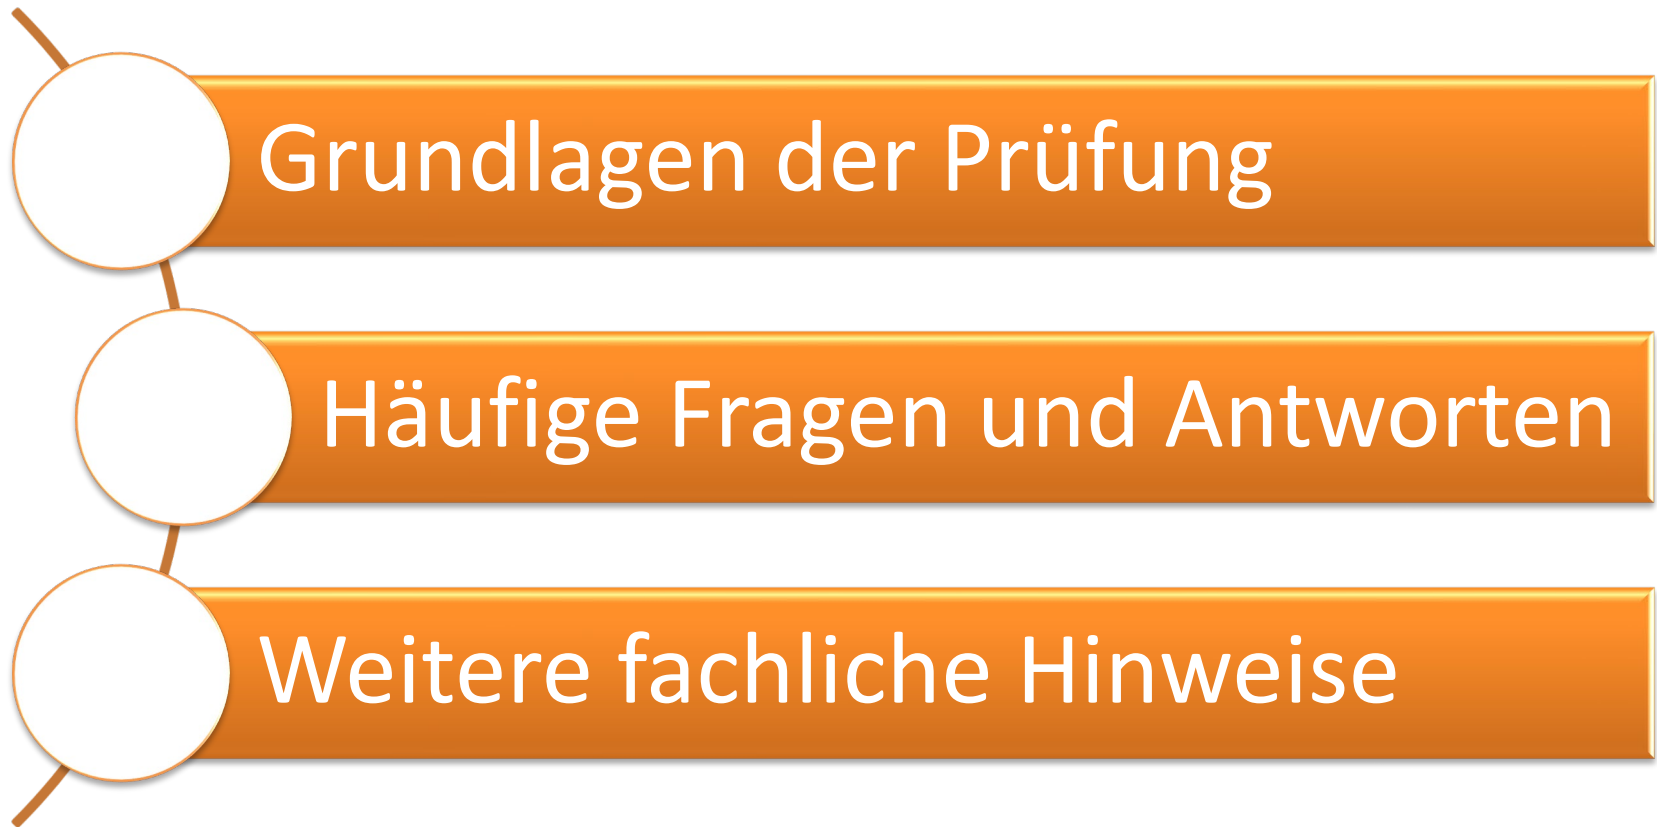 Grundlagen der Prüfung
Häufige Fragen und Antworten
Weitere fachliche Hinweise